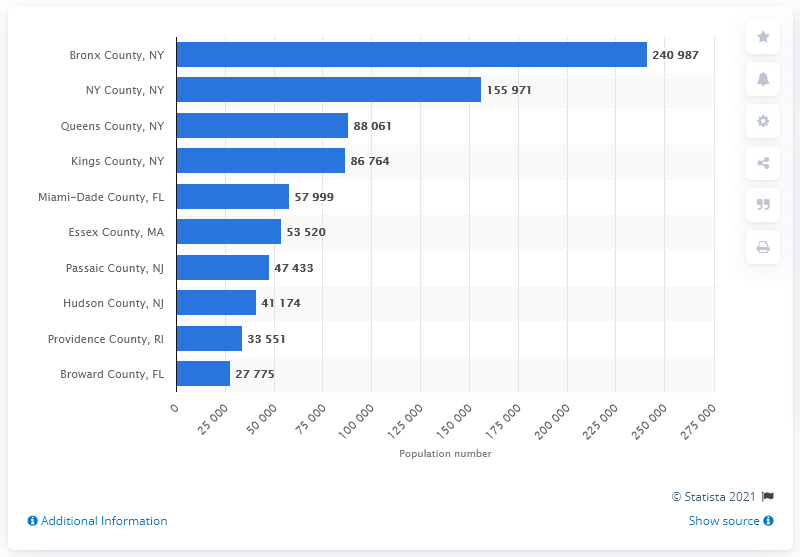 Bronx County, NY 240 987
NY County, NY 155 971
Queens County, NY 88 061
Kings County, NY 86 764
Miami-Dade County, FL 57 999
Essex County, MA 53 520
Passaic County, NJ 47 433
Hudson County, NJ 41 174
Providence County, RI 33 551
Broward County, FL 27 775
0 25 000 50 000 75 000 100 000 125 000 150 000 175 000 200 000 225 000 250 000 275 000
Population number
© Statista 2021
Additional Information Show source